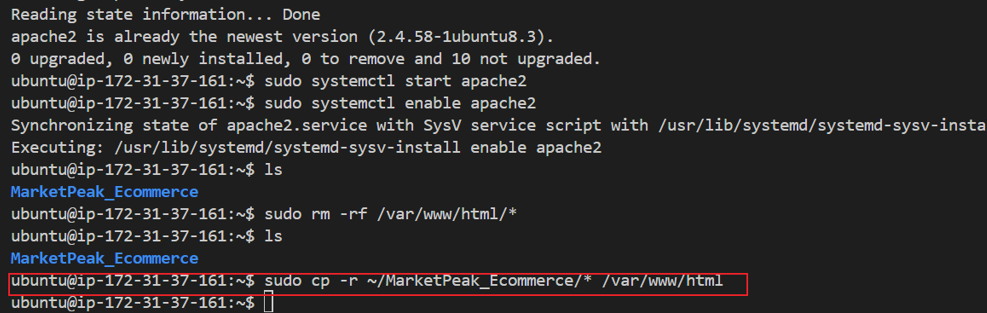 Reading state information... Done
apache2 is already the newest version (2.4.58-1ubuntu8.3).
0 upgraded, 0 newly installed, 0 to remove and 10 not upgraded.
ubuntu@ip-172-31-37-161:~$ sudo systemctl start apache2
ubuntu@ip-172-31-37-161:~$ sudo systemctl enable apache2
Synchronizing state of apache2.service with SysV service script with /usr/lib/systemd/systemd-sysv-insta
Executing: /usr/lib/systemd/systemd-sysv-install enable apache2
ubuntu@ip-172-31-37-161:~$ ls
MarketPeak_Ecommerce
ubuntu@ip-172-31-37-161:~$ sudo rm -rf /var/www/html/*
ubuntu@ip-172-31-37-161:~$ ls
MarketPeak_Ecommerce
ubuntu@ip-172-31-37-161:~$ sudo cp -r ~/MarketPeak_Ecommerce/* /var/www/html
ubuntu@ip-172-31-37-161:~$